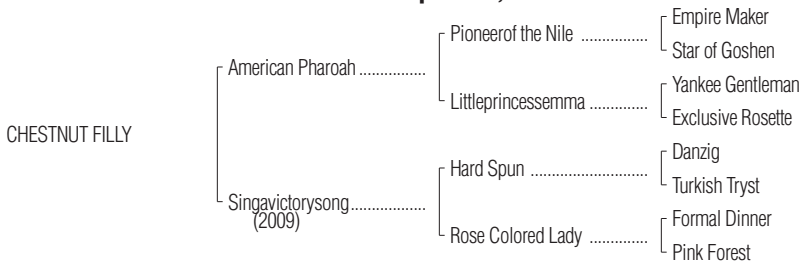 Empire Maker
Pioneerof the Nile ...............
Star of Goshen
American Pharoah ...............
Yankee Gentleman
Littleprincessemma .............
Exclusive Rosette
CHESTNUT FILLY
Danzig
Hard Spun ..........................
Turkish Tryst
Singavictorysong..................
(2009)
Formal Dinner
Rose Colored Lady .............
Pink Forest